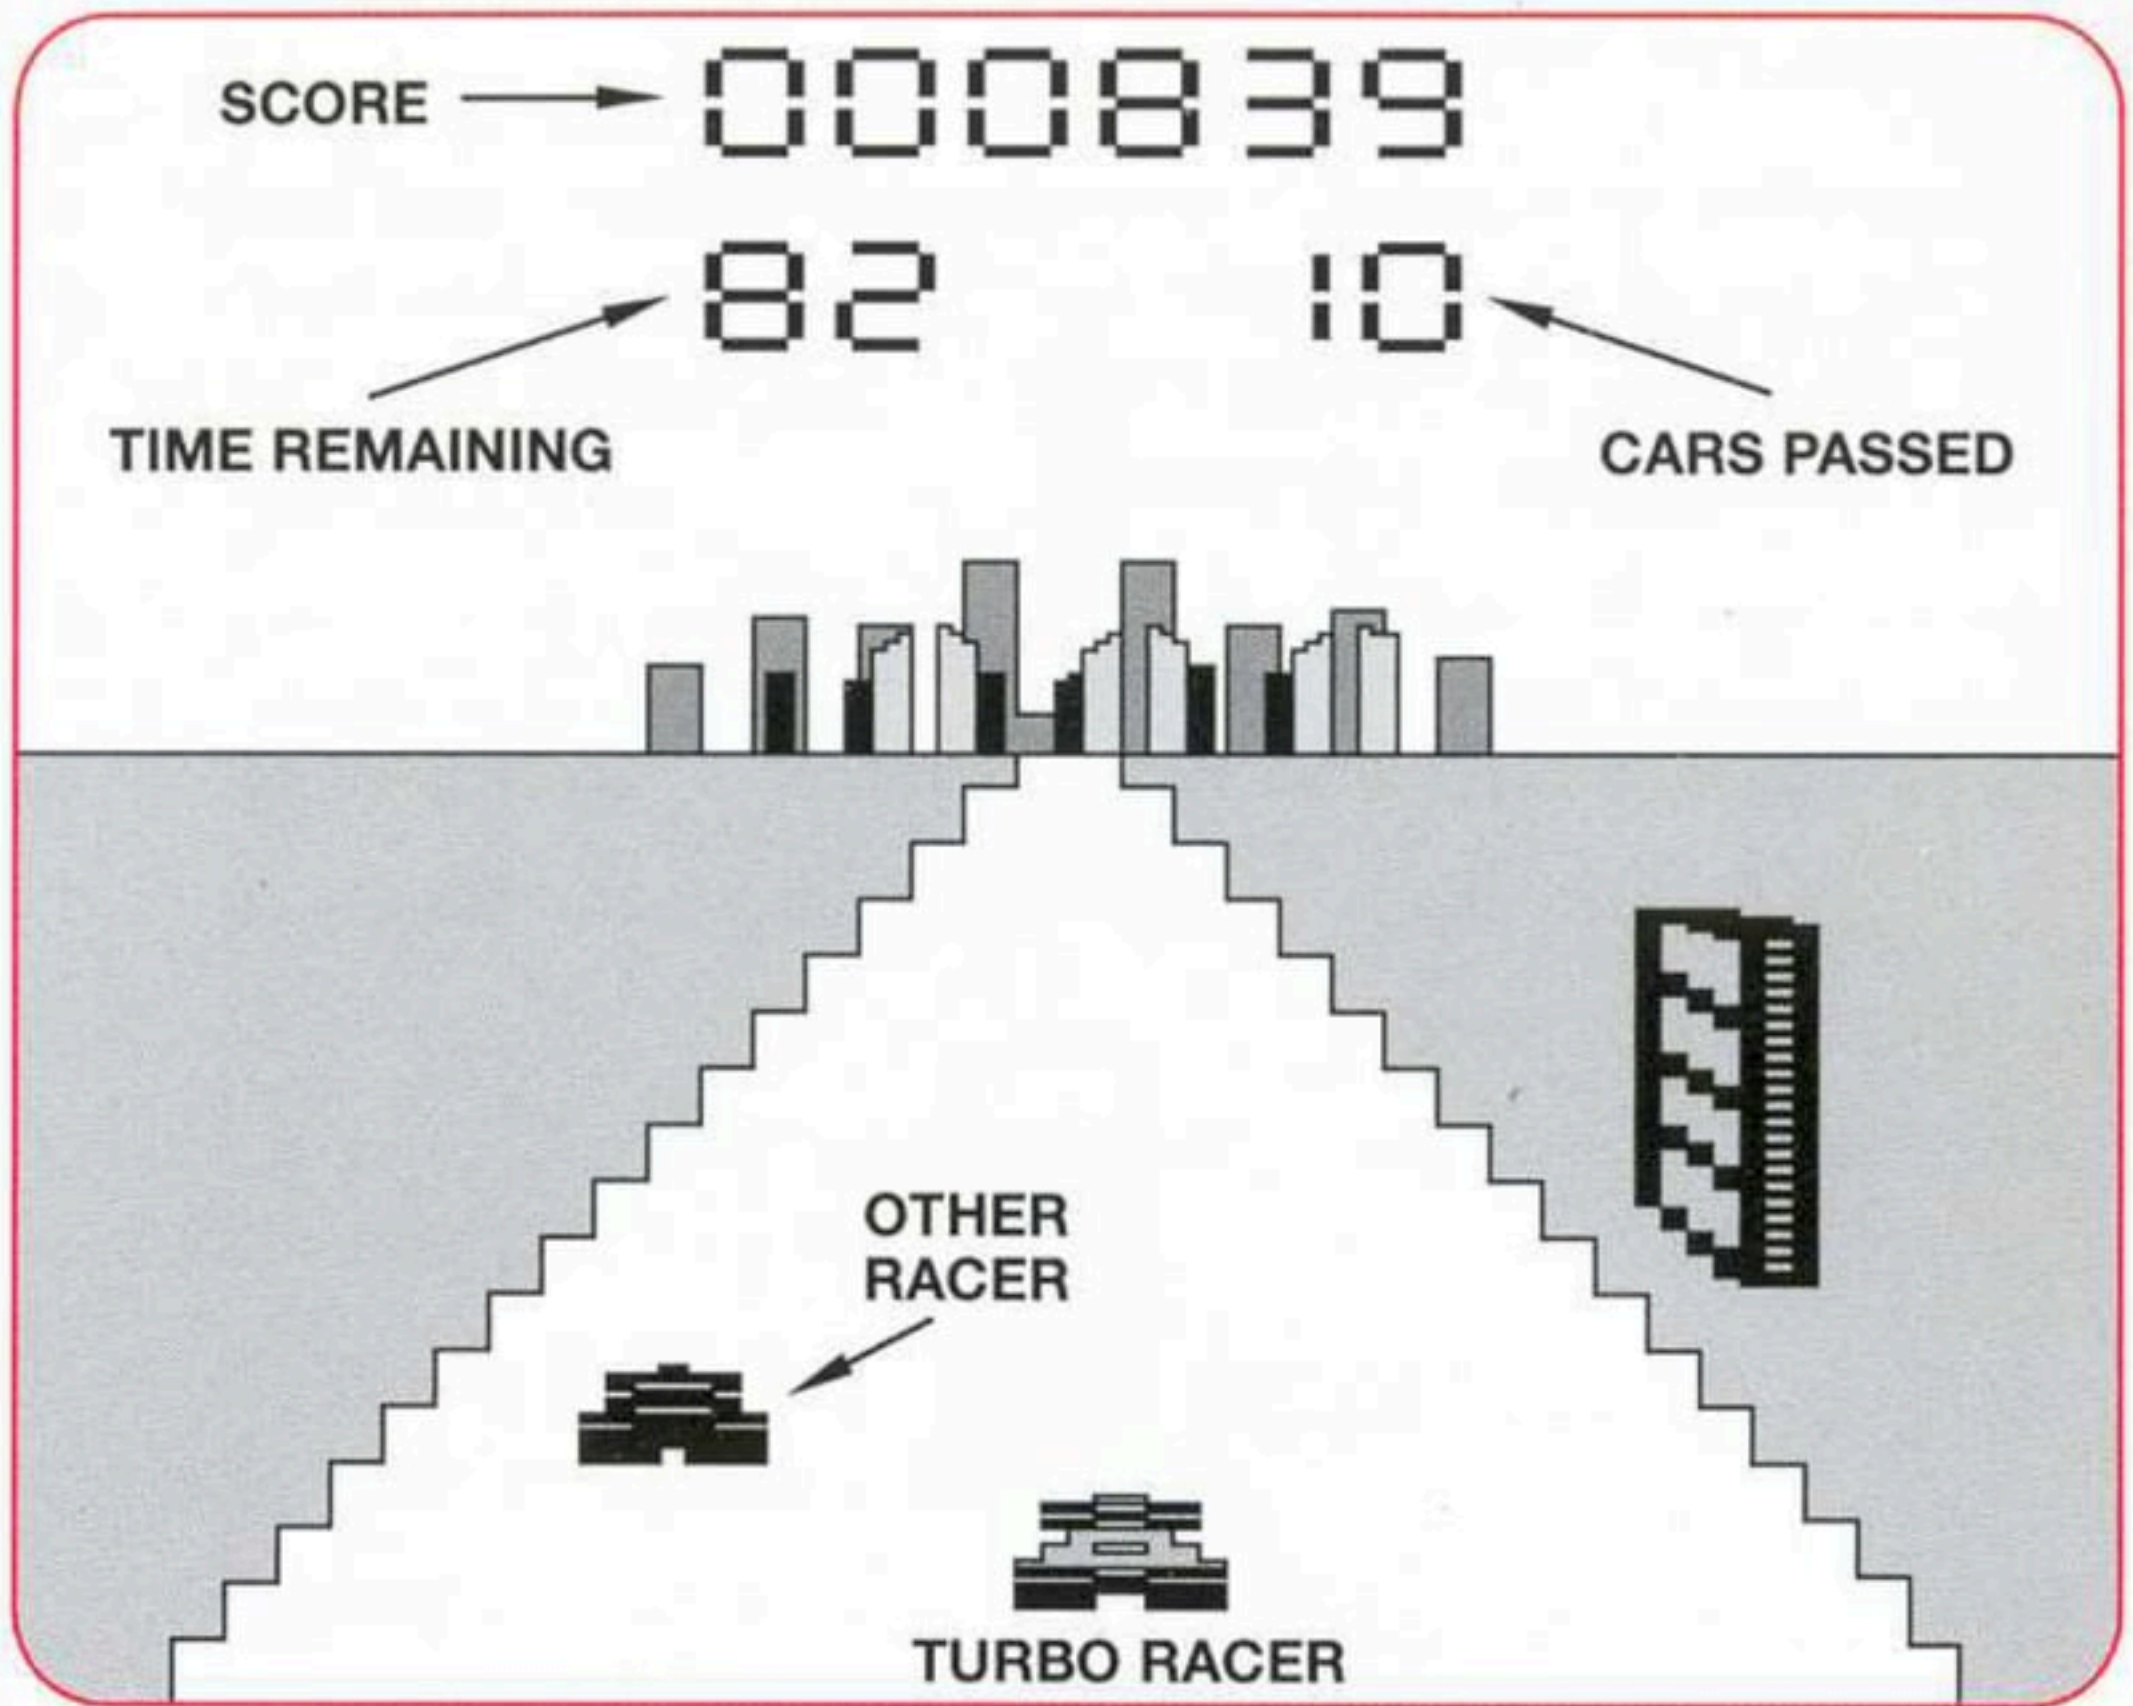 SCORE 000839
82 10
TIME REMAINING
CARS PASSED
OTHER
RACER
TURBO RACER